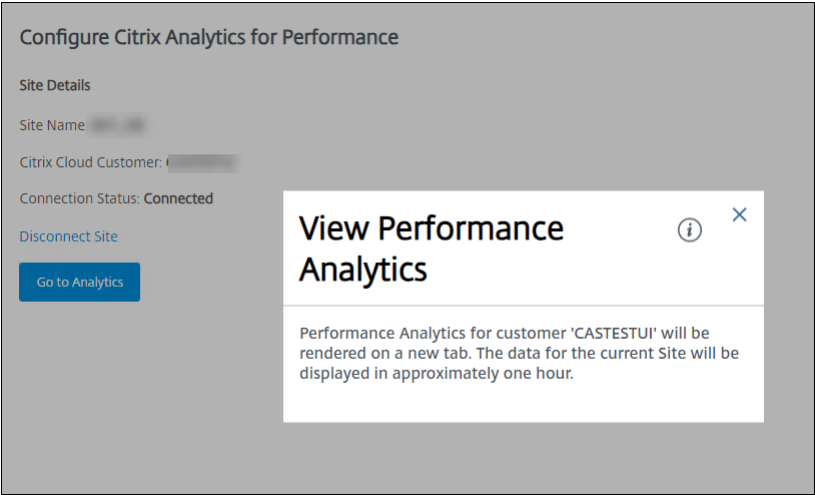 Configure Citrix Analytics for Performance
Site Details
Site Name
Citrix Cloud Customer:
Connection Status: Connected
Disconnect Site
Go to Analytics
View Performance
Analytics
Performance Analytics for customer 'CASTESTUI' will be
rendered on a new tab. The data for the current Site will be
displayed in approximately one hour.